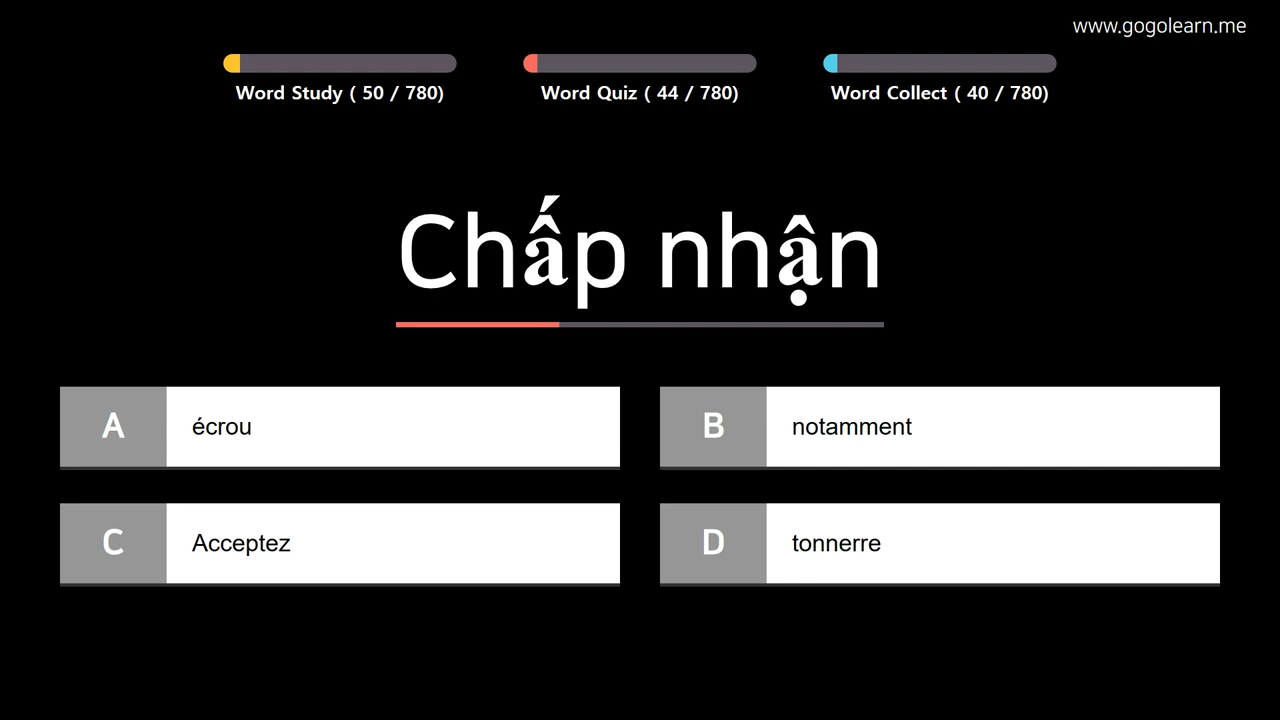 www.gogolearn.me
Word Study ( 50 / 780)
Word Quiz ( 44 / 780)
Word Collect ( 40 / 780)
Chấp nhận
A écrou
B notamment
C Acceptez
D tonnerre